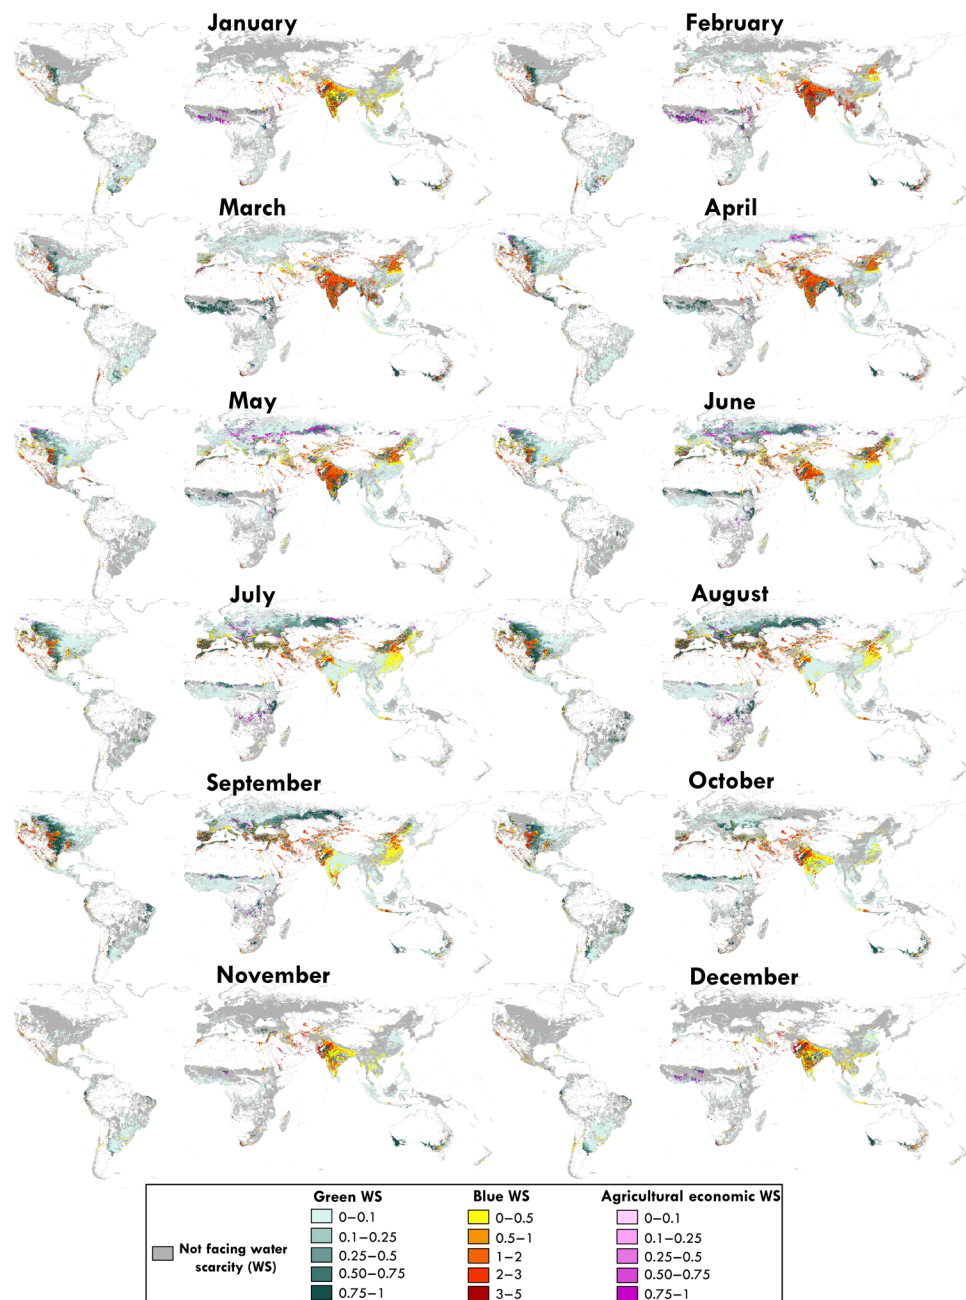 January
February
March
April
May
June
July
August
September
October
November
December
Green WS
Blue WS
Agricultural economic WS
0–0.1
0–0.5
0–0.1
0.1–0.25
0.5–1
0.1–0.25
Not facing water
scarcity (WS)
0.25–0.5
1–2
0.25–0.5
0.50–0.75
2–3
0.50–0.75
0.75–1
3–5
0.75–1